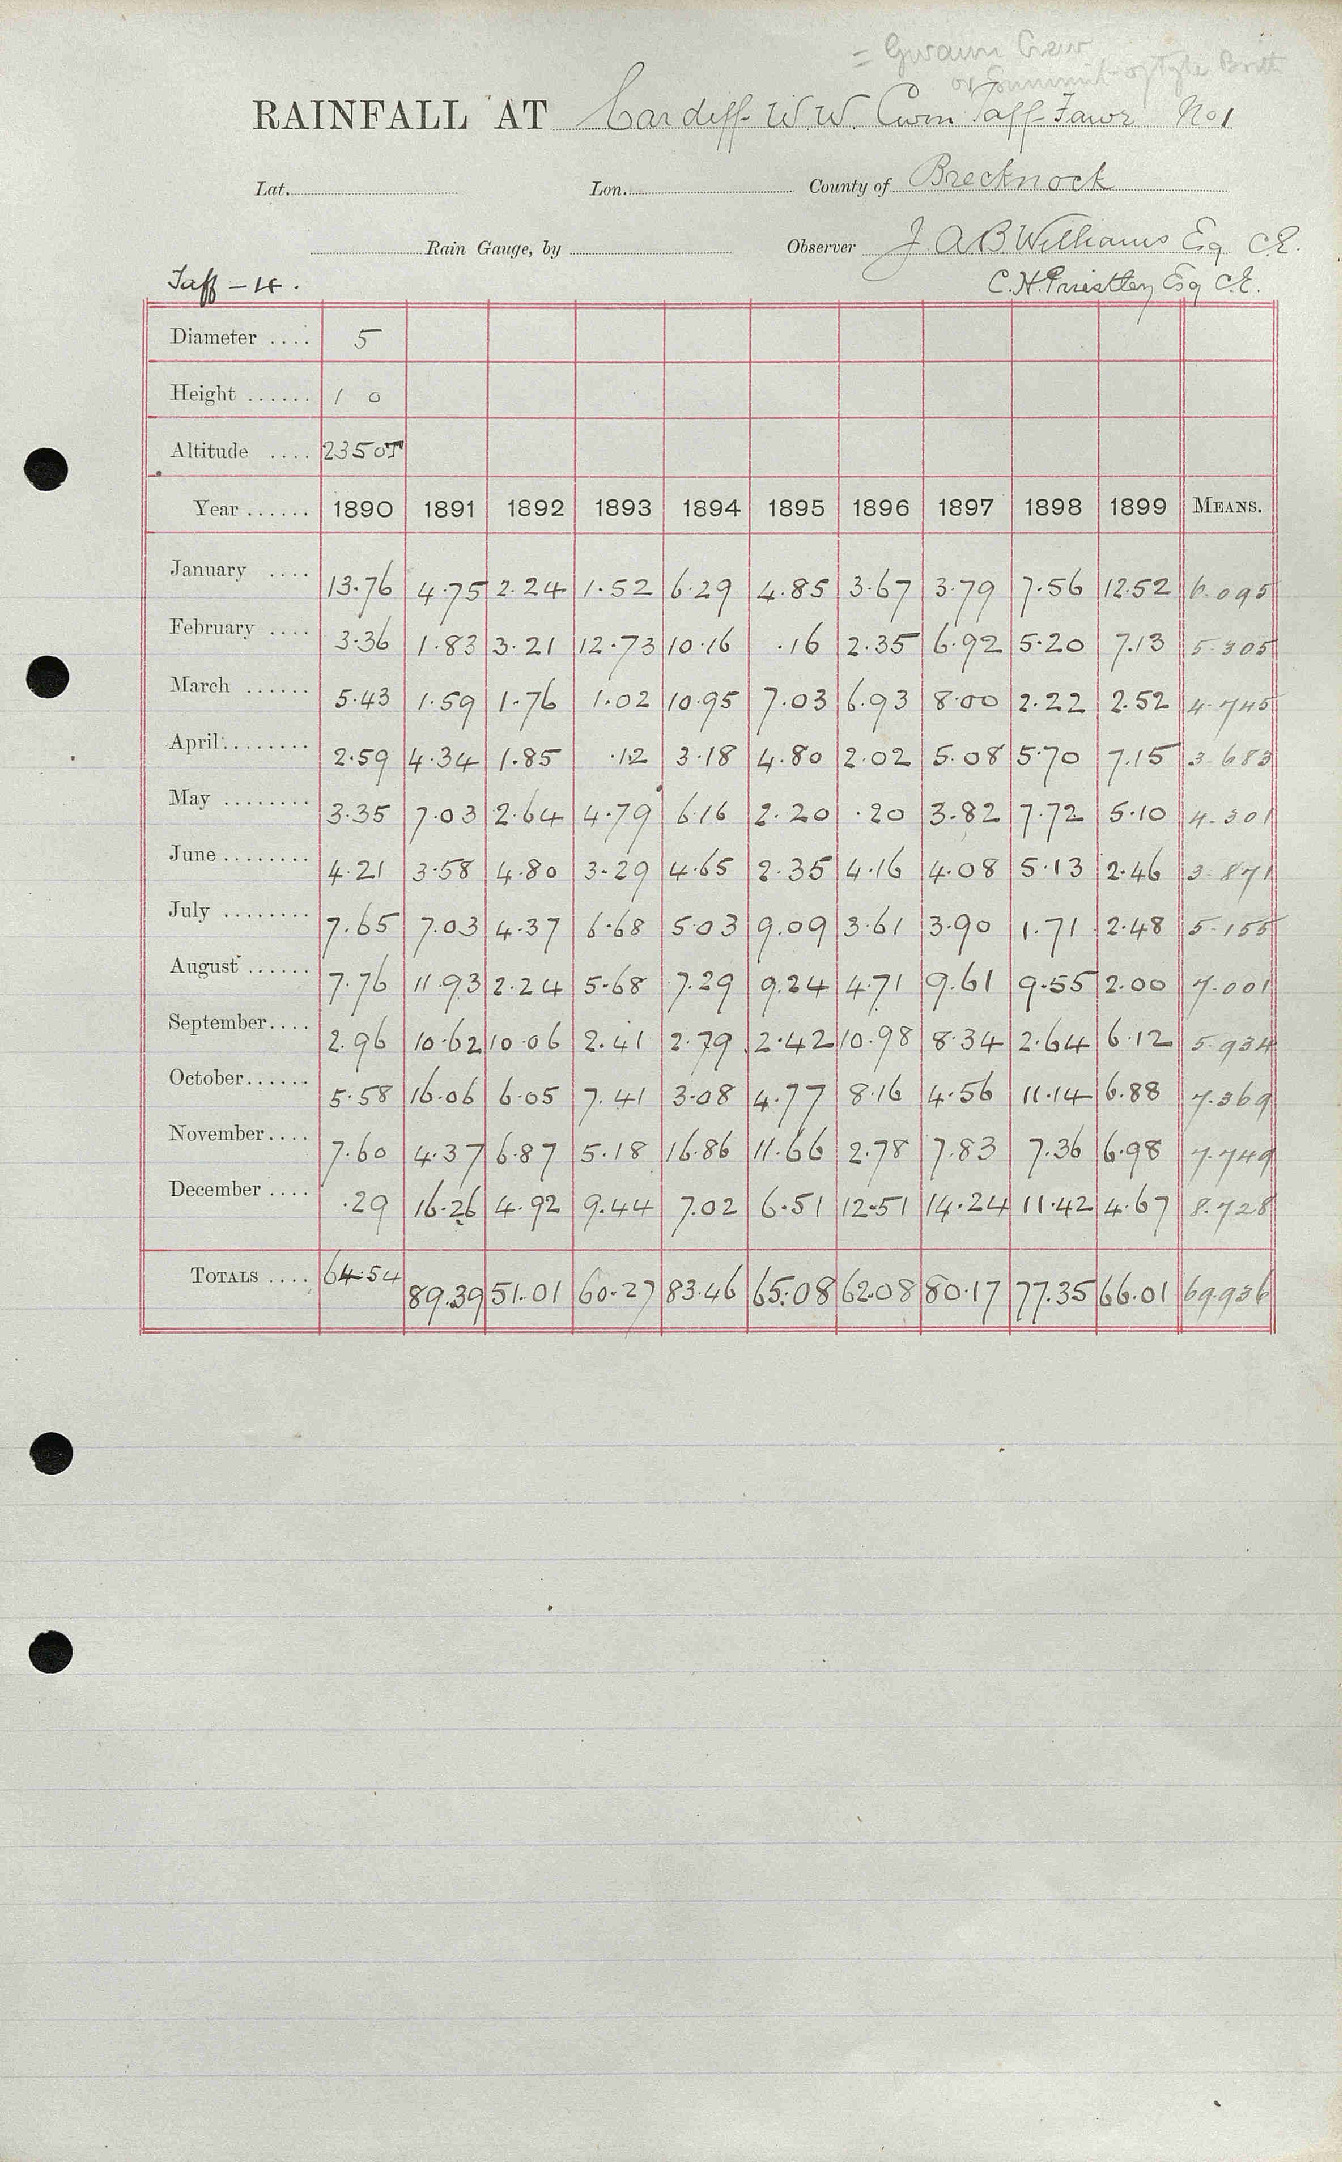 = Gwaun Crew
or Summit of Tyle Brith
RAINFALL AT Cardiff W.W. Cwm Taff Fawr No 1
Lat. Lon. County of Brecknock
Rain Gauge, by Observer J A B Williams Esq C.E.
Taff - 14. C. H. Priestley Esq C.E.
Diameter .... 5
Height ...... 1 0
Altitude .... 2350T
Year ...... 1890 1891 1892 1893 1894 1895 1896 1897 1898 1899 MEANS.
January .... 13.76 4.75 2.24 1.52 6.29 4.85 3.67 3.79 7.56 12.52 6.095
February .... 3.36 1.83 3.21 12.73 10.16 .16 2.35 6.92 5.20 7.13 5.305
March ...... 5.43 1.59 1.76 1.02 10.95 7.03 6.93 8.00 2.22 2.52 4.745
April ........ 2.59 4.34 1.85 .12 3.18 4.80 2.02 5.08 5.70 7.15 3.683
May ........ 3.35 7.03 2.64 4.79 6.16 2.20 .20 3.82 7.72 5.10 4.301
June ........ 4.21 3.58 4.80 3.29 4.65 2.35 4.16 4.08 5.13 2.46 3.871
July ........ 7.65 7.03 4.37 6.68 5.03 9.09 3.61 3.90 1.71 2.48 5.155
August ...... 7.76 11.93 2.24 5.68 7.29 9.24 4.71 9.61 9.55 2.00 7.001
September.... 2.96 10.62 10.06 2.41 2.79 2.42 10.98 8.34 2.64 6.12 5.934
October...... 5.58 16.06 6.05 7.41 3.08 4.77 8.16 4.56 11.14 6.88 7.369
November.... 7.60 4.37 6.87 5.18 16.86 11.66 2.78 7.83 7.36 6.98 7.749
December .... .29 16.26 4.92 9.44 7.02 6.51 12.51 14.24 11.42 4.67 8.728
TOTALS .... 64.54 89.39 51.01 60.27 83.46 65.08 62.08 80.17 77.35 66.01 69.936